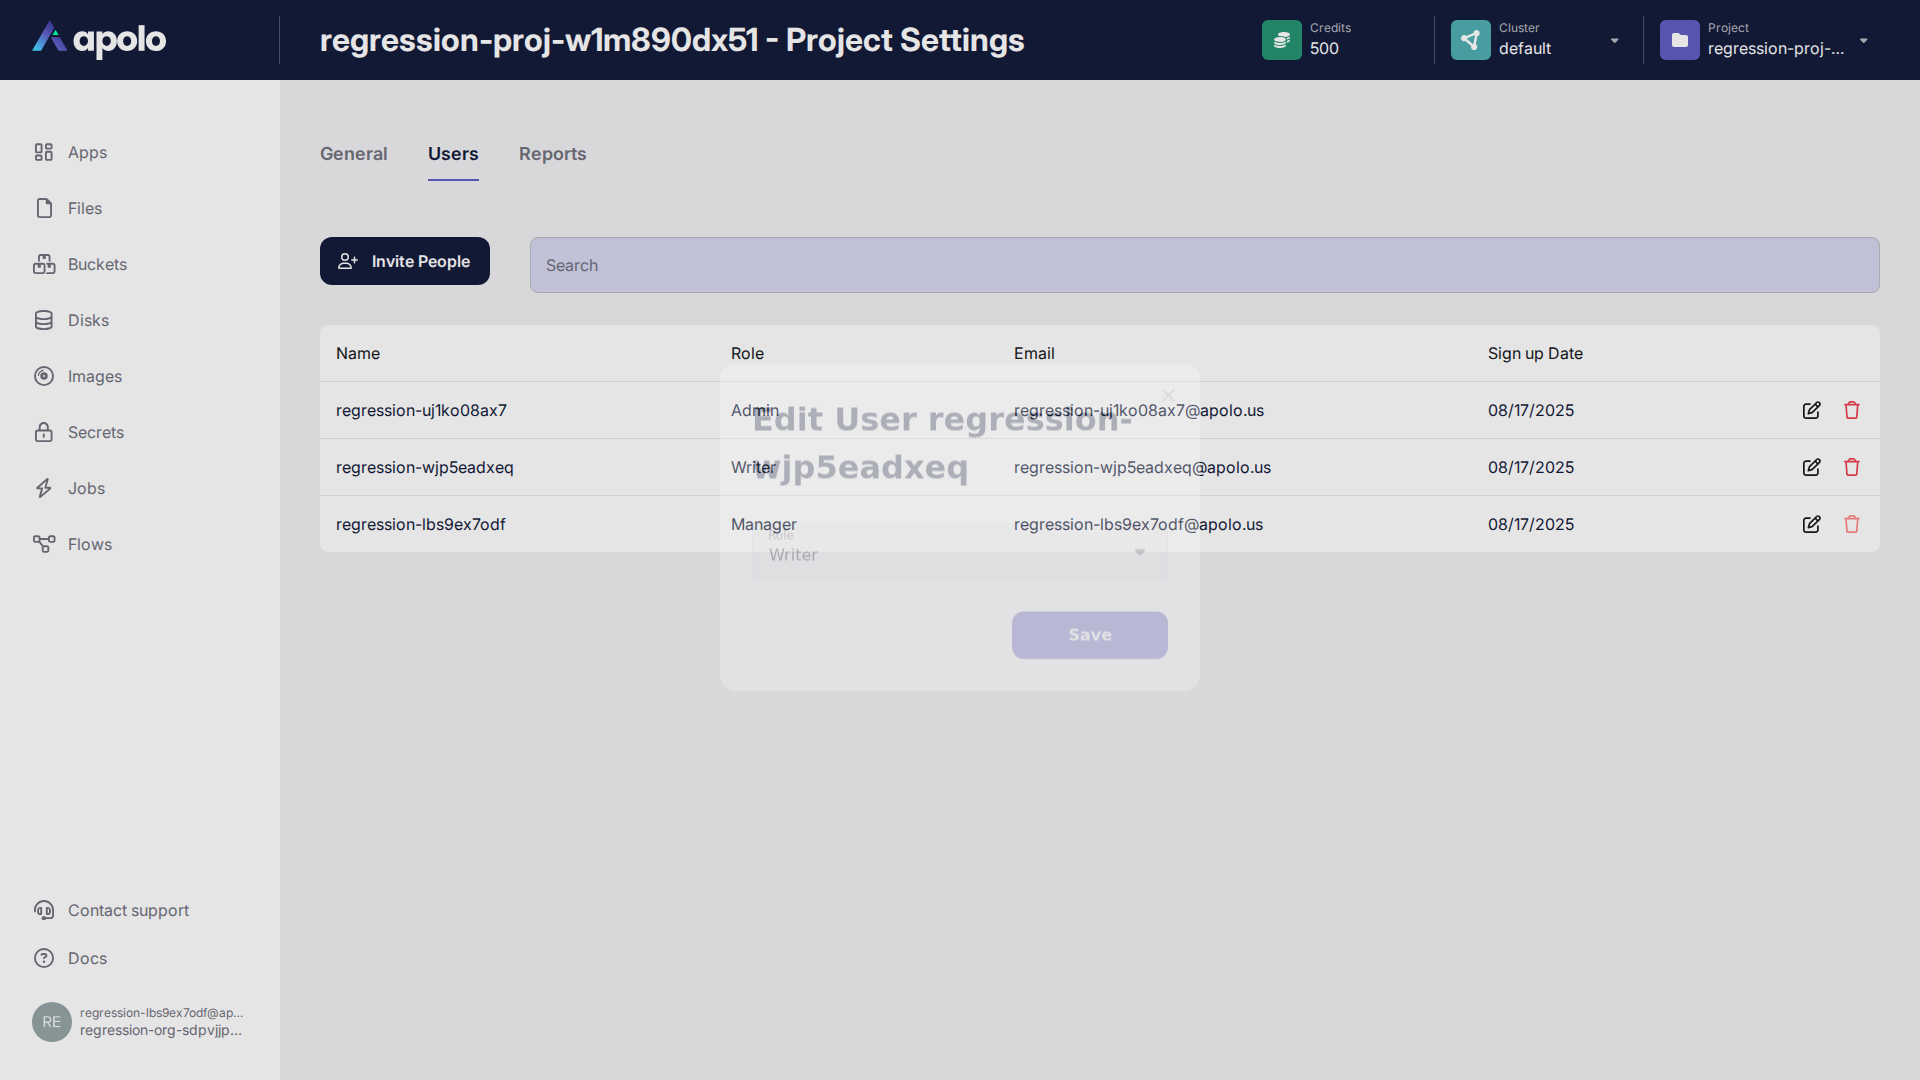 apolo
regression-proj-w1m890dx51 - Project Settings
Credits
500
Cluster
default
Project
regression-proj-...
Apps
Files
Buckets
Disks
Images
Secrets
Jobs
Flows
Contact support
Docs
RE
regression-lbs9ex7odf@ap...
regression-org-sdpvjjp...
General Users Reports
Invite People
Search
Name Role Email Sign up Date
regression-uj1ko08ax7 Admin regression-uj1ko08ax7@apolo.us 08/17/2025
regression-wjp5eadxeq Writer regression-wjp5eadxeq@apolo.us 08/17/2025
regression-lbs9ex7odf Manager regression-lbs9ex7odf@apolo.us 08/17/2025
Edit User regression-
wjp5eadxeq
Role
Writer
Save